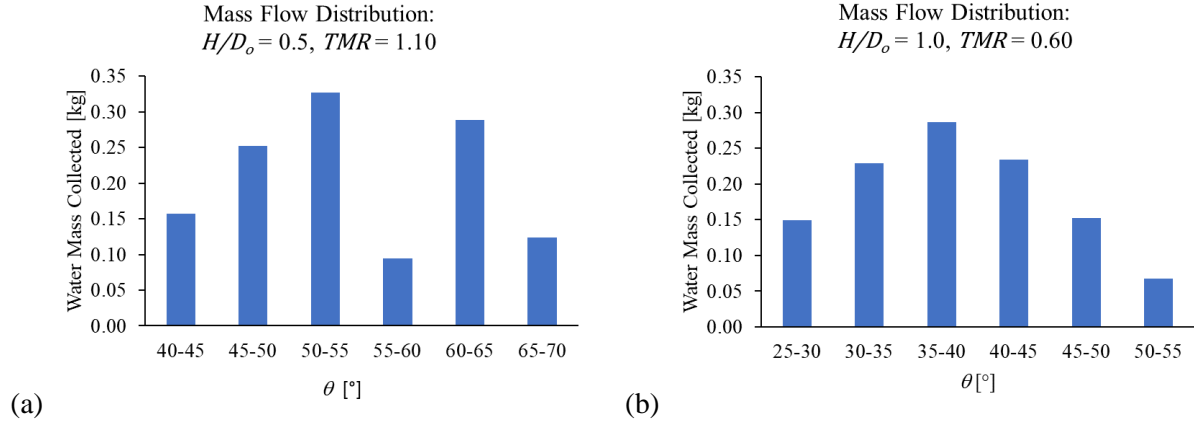 Mass Flow Distribution:
H/Dₒ = 0.5, TMR = 1.10
Water Mass Collected [kg]
0.35
0.30
0.25
0.20
0.15
0.10
0.05
0.00
40-45 45-50 50-55 55-60 60-65 65-70
θ [°]
(a)
Mass Flow Distribution:
H/Dₒ = 1.0, TMR = 0.60
Water Mass Collected [kg]
0.35
0.30
0.25
0.20
0.15
0.10
0.05
0.00
25-30 30-35 35-40 40-45 45-50 50-55
θ [°]
(b)